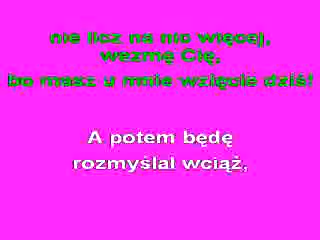 nie licz na nic więcej,
wezmę Cię,
bo masz u mnie wzięcie dziś!
A potem będę
rozmyślał wciąż,